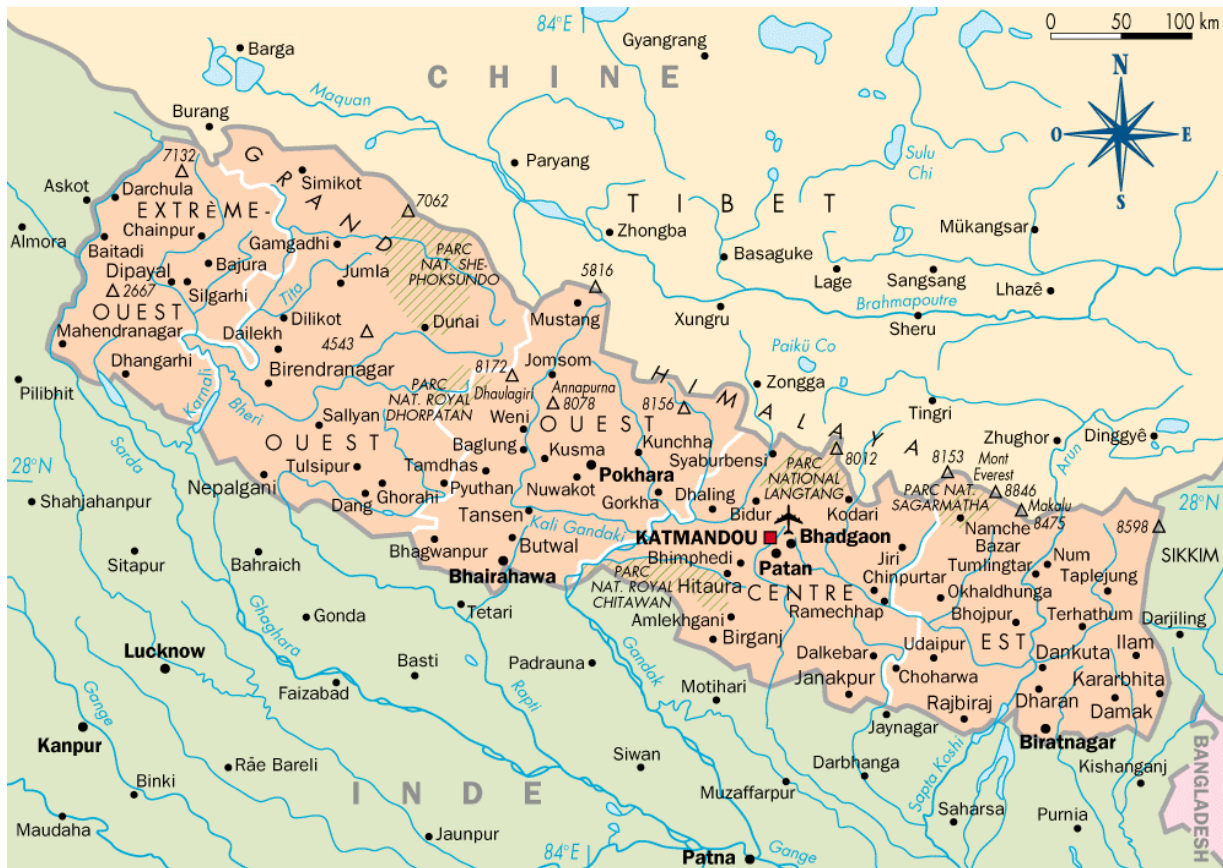 84°E
0 50 100 km
Barga
Gyangrang
CHINE
Maquan
N
O E
S
Burang
Paryang
Sulu
Chi
7132
GRAND
Simikot
Askot
Darchula
7062
TIBET
EXTRÈME-
OUEST
Almora
Chainpur
Baitadi
Gamgadhi
PARC
NAT. SHE-
PHOKSUNDO
Zhongba
Mükangsar
Basaguke
Dipayal
Bajura
Jumla
5816
Lage
Sangsang
Lhazê
2667
Silgarhi
Tita
Mustang
Brahmapoutre
Xungru
Sheru
Mahendranagar
Dailekh
Dilikot
4543
Dunai
Dhangarhi
Birendranagar
8172
Dhaulagiri
Jomsom
Annapurna
8078
HIMALAYA
Paikü Co
Zongga
Pilibhit
Karnali
Bheri
PARC
NAT. ROYAL
DHORPATAN
8156
Tingri
Sallyan
Weni
OUEST
OUEST
Baglung
Kusma
Kunchha
Syaburbensi
Zhughor
Dinggyê
Arun
28°N
Sarda
Tulsipur
Tamdhas
Pokhara
PARC
NATIONAL
LANGTANG
8012
8153
Mont
Everest
8846
Makalu
8475
28°N
Nepalgani
Dang
Ghorahi
Pyuthan
Nuwakot
Gorkha
Dhaling
Bidur
Kodari
PARC NAT.
SAGARMATHA
Shahjahanpur
Tansen
Kali Gandaki
Namche
Bazar
8598
KATMANDOU
Bhadgaon
Patan
Bhagwanpur
Butwal
Bhimphedi
Jiri
Tumlingtar
Num
SIKKIM
Sitapur
Bahraich
Bhairahawa
PARC
NAT. ROYAL
CHITAWAN
Hitaura
CENTRE
Chinpurtar
Taplejung
Okhaldhunga
Ramechhap
Ghaghara
Gonda
Tetari
Amlekhgani
Bhojpur
Terhathum
Darjiling
Birganj
EST
Lucknow
Basti
Padrauna
Gandak
Dalkebar
Udaipur
Dankuta
Ilam
Gange
Faizabad
Rapti
Motihari
Janakpur
Choharwa
Kararbhita
Rajbiraj
Dharan
Damak
Kanpur
Jaynagar
Biratnagar
BANGLADESH
Râe Bareli
Siwan
Darbhanga
Sapta Koshi
Kishanganj
Binki
INDE
Muzaffarpur
Saharsa
Purnia
Maudaha
Jaunpur
84°E
Patna
Gange